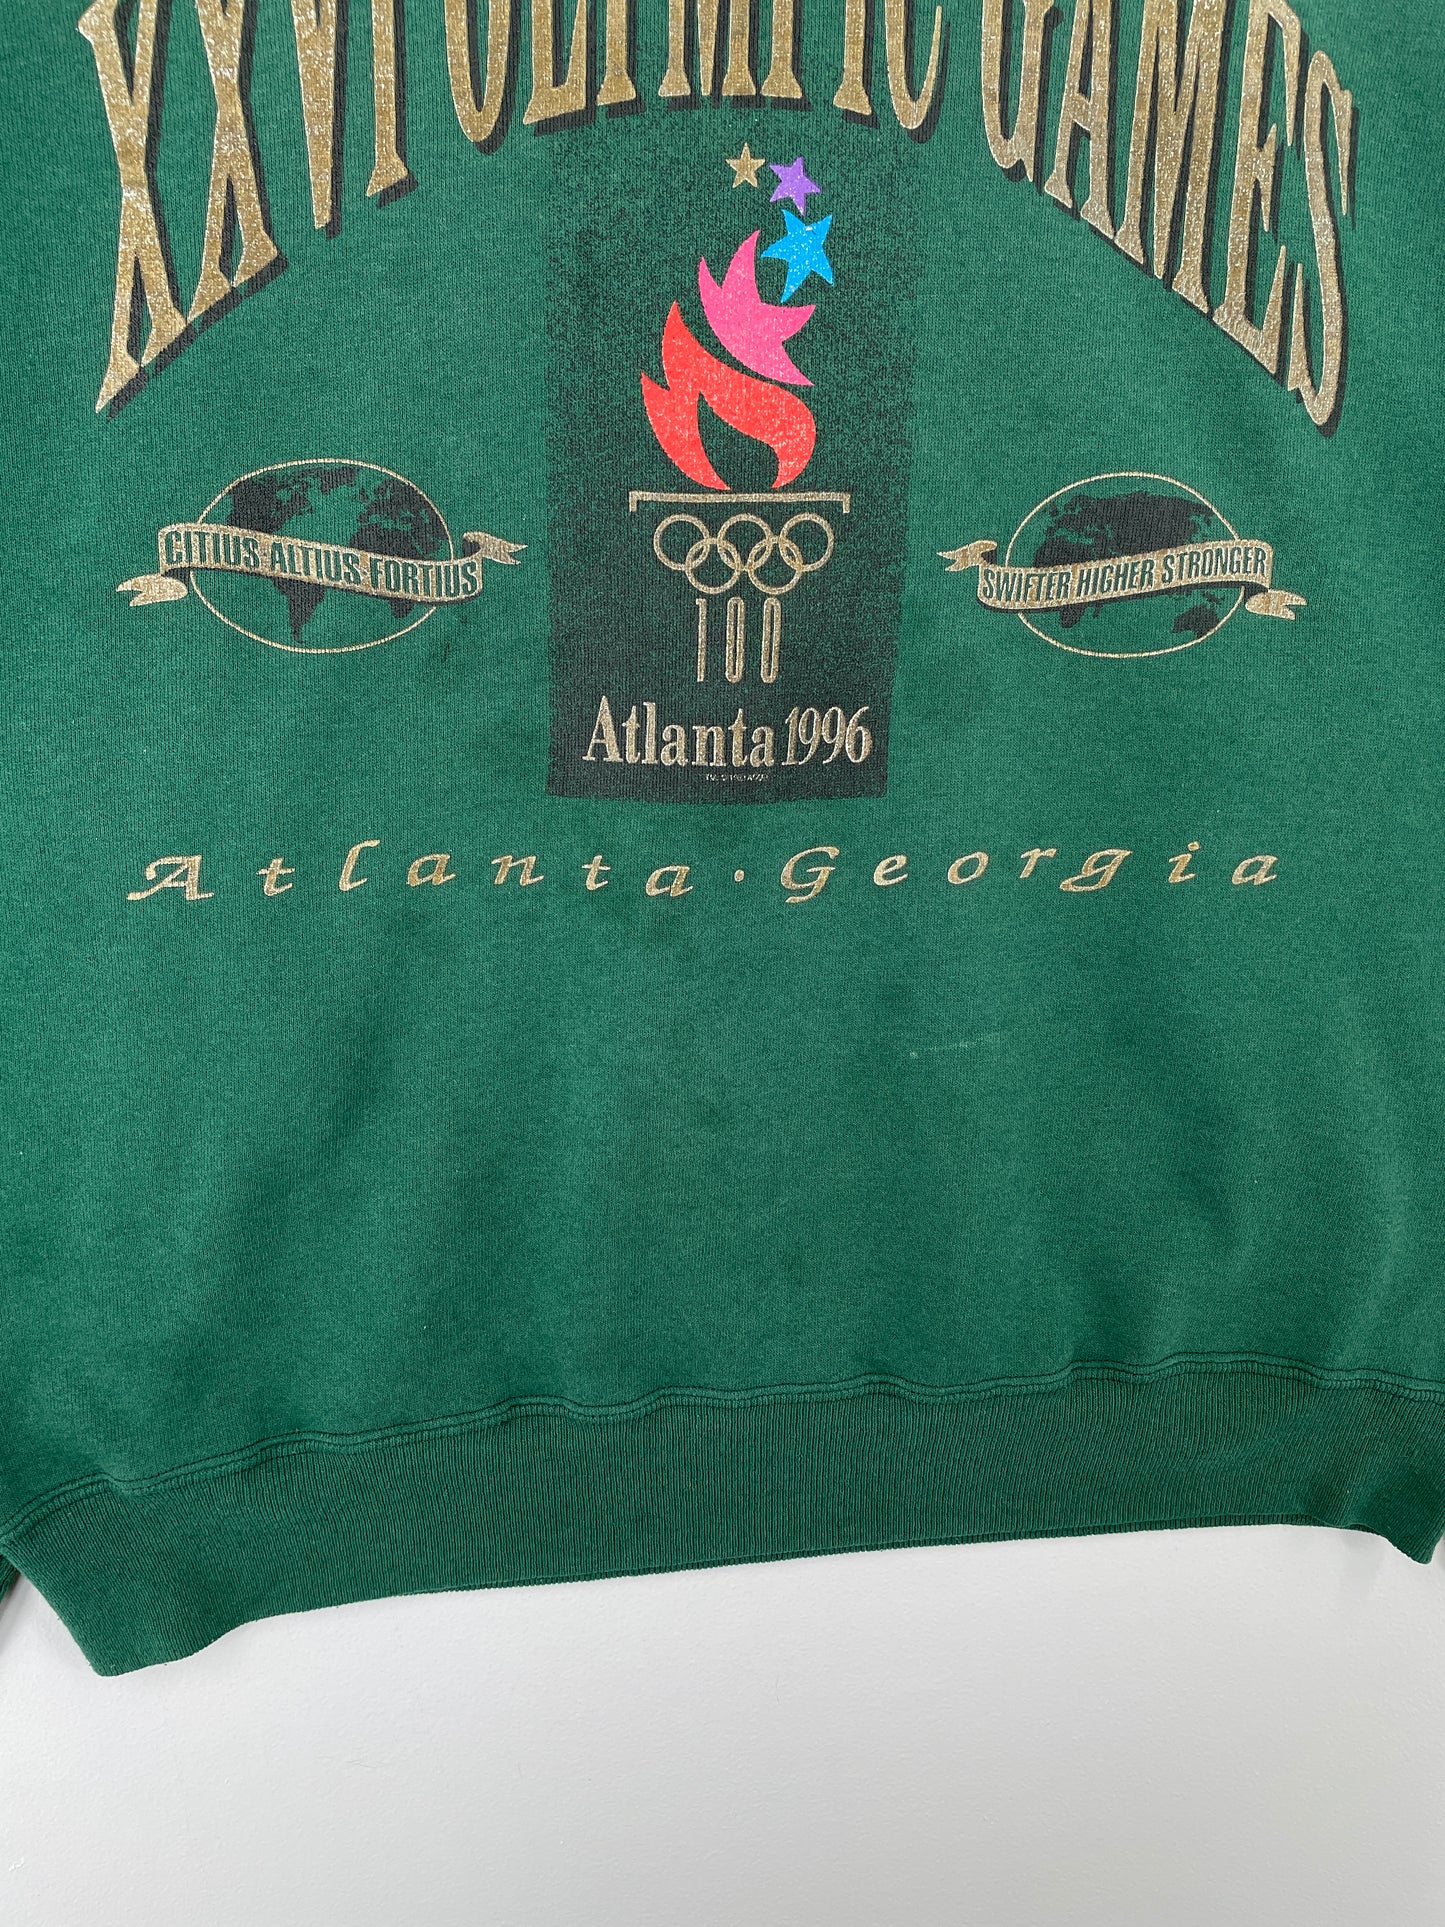 XXVI OLYMPIC GAMES
CITIUS ALTIUS FORTIUS
SWIFTER HIGHER STRONGER
100
Atlanta 1996
Atlanta · Georgia